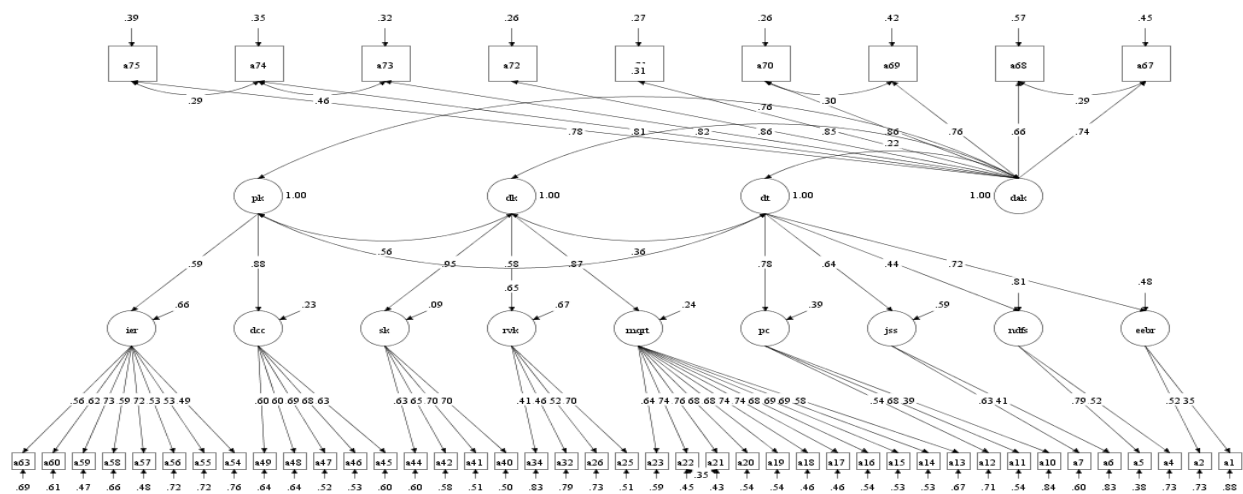 .39 .35 .32 .26 .27 .26 .42 .57 .45
a75 a74 a73 a72 a70 a69 a68 a67
.31
.29 .46 .76 .30 .29
.78 .81 .82 .86 .85 .86 .76 .66 .74
.22
pk 1.00 dk 1.00 dt 1.00 1.00 dak
.56 .36
.59 .88 .95 .58 .87 .78 .64 .44 .72
.65 .81 .48
.66 .23 .09 .67 .24 .39 .59
ier dcc sk rvk mqrt pc jss ndfs eebr
.56 62 73 .59 72 .53 .53 49 .60 60 .69 68 .63 .63 65 .70 70 .41 46 .52 .70 .64 74 76 68 68 74 74 68 69 69 .58 .54 68 .39 .63 41 .79 .52 .52 35
a63 a60 a59 a58 a57 a56 a55 a54 a49 a48 a47 a46 a45 a44 a42 a41 a40 a34 a32 a26 a25 a23 a22 a21 a20 a19 a18 a17 a16 a15 a14 a13 a12 a11 a10 a7 a6 a5 a4 a2 a1
.35
.69 .61 .47 .66 .48 .72 .72 .76 .64 .64 .52 .53 .60 .60 .58 .51 .50 .83 .79 .73 .51 .59 .45 .43 .54 .54 .46 .46 .54 .53 .53 .67 .71 .54 .84 .60 .83 .38 .73 .73 .88